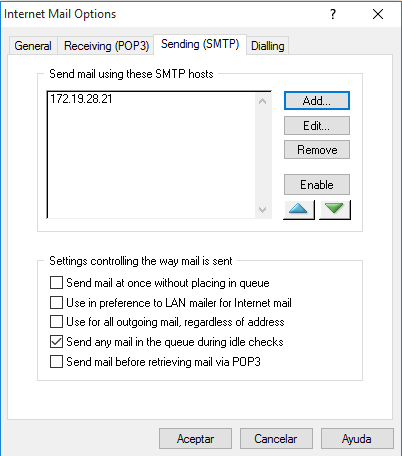 Internet Mail Options
General
Receiving (POP3)
Sending (SMTP)
Dialling
Send mail using these SMTP hosts
172.19.28.21
Add...
Edit...
Remove
Enable
Settings controlling the way mail is sent
Send mail at once without placing in queue
Use in preference to LAN mailer for Internet mail
Use for all outgoing mail, regardless of address
Send any mail in the queue during idle checks
Send mail before retrieving mail via POP3
Aceptar
Cancelar
Ayuda